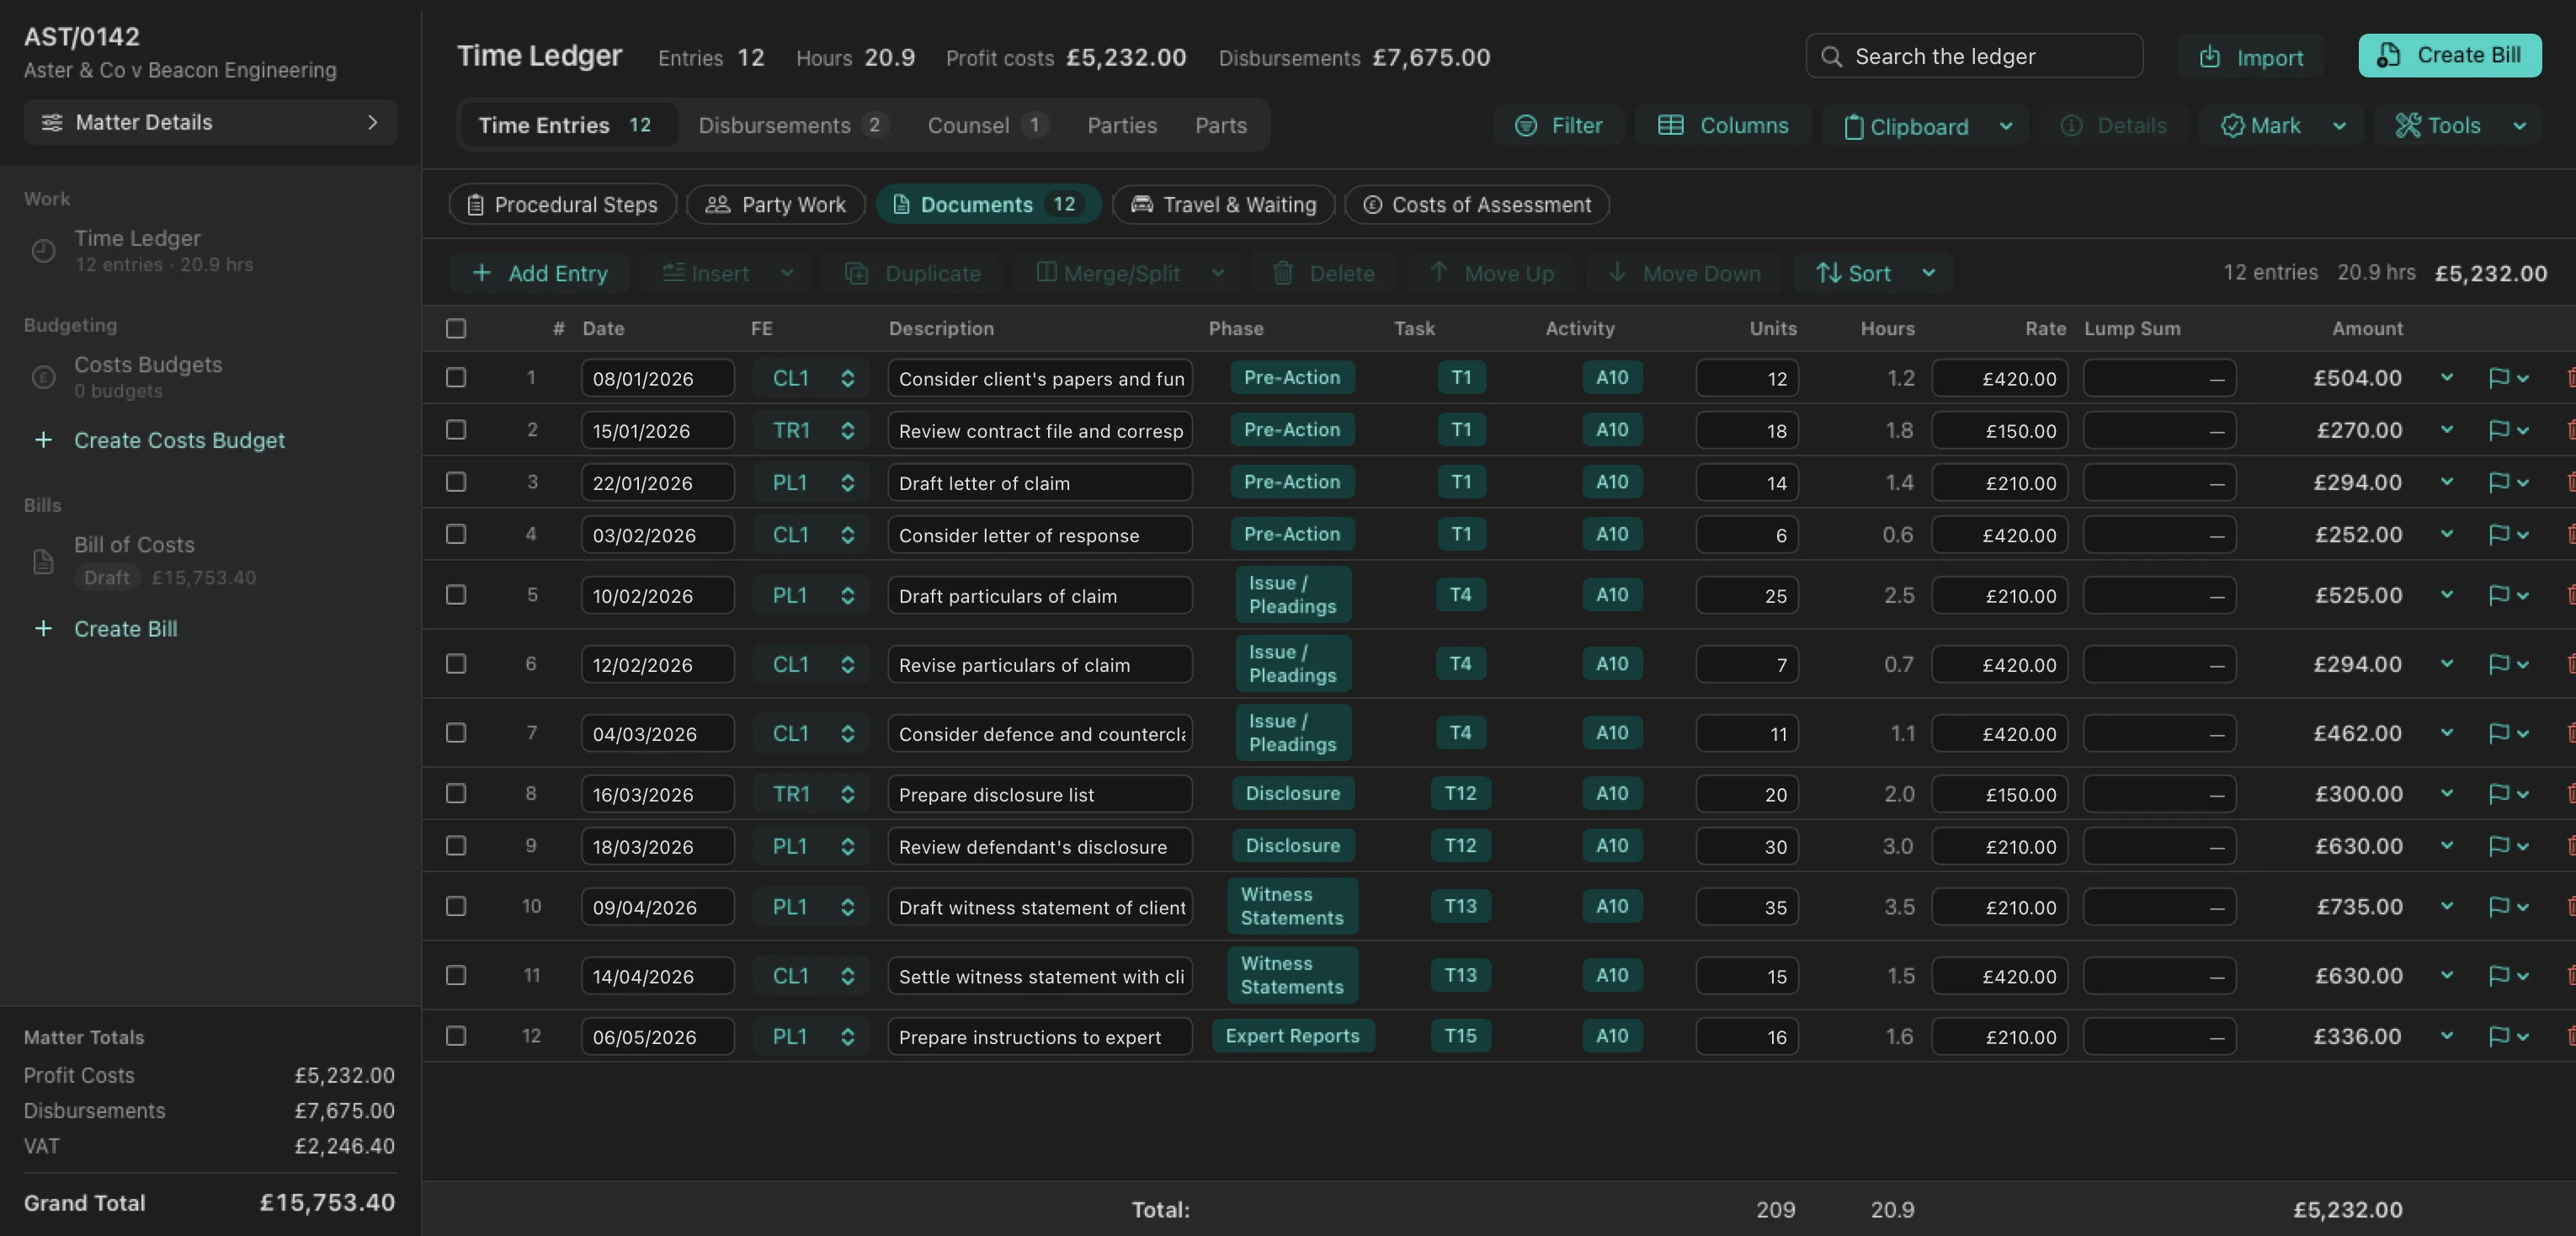 AST/0142
Aster & Co v Beacon Engineering
Matter Details
Work
Time Ledger
12 entries · 20.9 hrs
Budgeting
Costs Budgets
0 budgets
+ Create Costs Budget
Bills
Bill of Costs
Draft £15,753.40
+ Create Bill
Matter Totals
Profit Costs £5,232.00
Disbursements £7,675.00
VAT £2,246.40
Grand Total £15,753.40
Time Ledger Entries 12 Hours 20.9 Profit costs £5,232.00 Disbursements £7,675.00 Search the ledger Import Create Bill
Time Entries 12 Disbursements 2 Counsel 1 Parties Parts Filter Columns Clipboard Details Mark Tools
Procedural Steps Party Work Documents 12 Travel & Waiting Costs of Assessment
+ Add Entry Insert Duplicate Merge/Split Delete Move Up Move Down Sort 12 entries 20.9 hrs £5,232.00
# Date FE Description Phase Task Activity Units Hours Rate Lump Sum Amount
1 08/01/2026 CL1 Consider client's papers and fun Pre-Action T1 A10 12 1.2 £420.00 — £504.00
2 15/01/2026 TR1 Review contract file and corresp Pre-Action T1 A10 18 1.8 £150.00 — £270.00
3 22/01/2026 PL1 Draft letter of claim Pre-Action T1 A10 14 1.4 £210.00 — £294.00
4 03/02/2026 CL1 Consider letter of response Pre-Action T1 A10 6 0.6 £420.00 — £252.00
5 10/02/2026 PL1 Draft particulars of claim Issue / Pleadings T4 A10 25 2.5 £210.00 — £525.00
6 12/02/2026 CL1 Revise particulars of claim Issue / Pleadings T4 A10 7 0.7 £420.00 — £294.00
7 04/03/2026 CL1 Consider defence and countercla Issue / Pleadings T4 A10 11 1.1 £420.00 — £462.00
8 16/03/2026 TR1 Prepare disclosure list Disclosure T12 A10 20 2.0 £150.00 — £300.00
9 18/03/2026 PL1 Review defendant's disclosure Disclosure T12 A10 30 3.0 £210.00 — £630.00
10 09/04/2026 PL1 Draft witness statement of client Witness Statements T13 A10 35 3.5 £210.00 — £735.00
11 14/04/2026 CL1 Settle witness statement with cli Witness Statements T13 A10 15 1.5 £420.00 — £630.00
12 06/05/2026 PL1 Prepare instructions to expert Expert Reports T15 A10 16 1.6 £210.00 — £336.00
Total: 209 20.9 £5,232.00